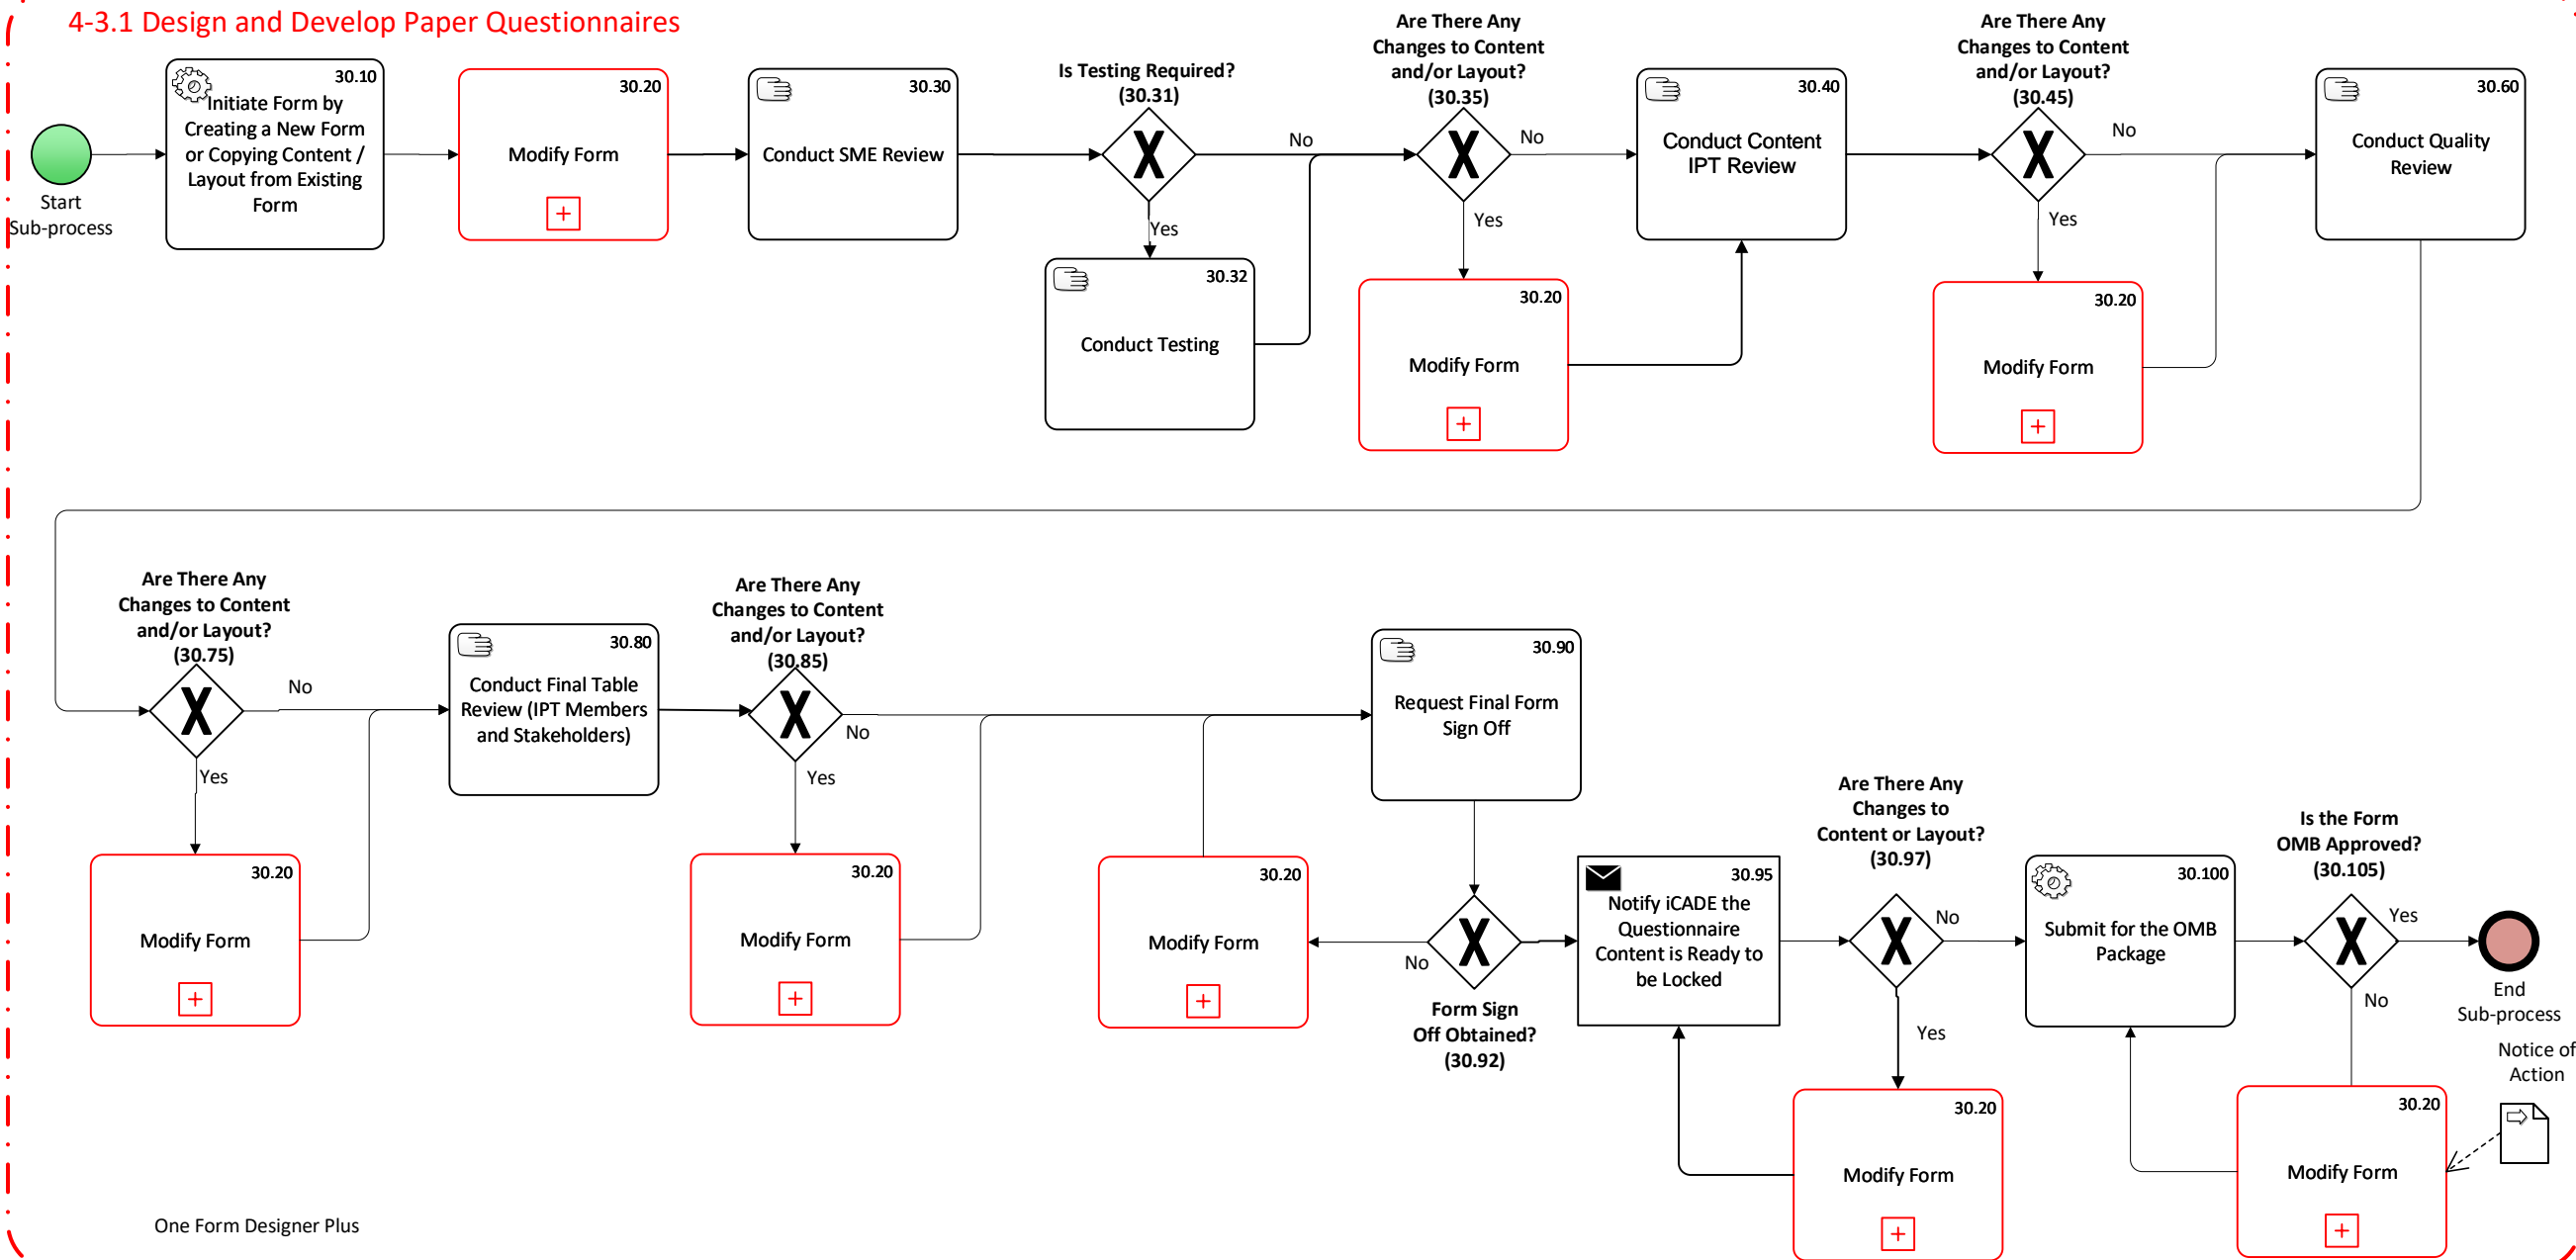 4-3.1 Design and Develop Paper Questionnaires
Start
Sub-process
30.10
Initiate Form by
Creating a New Form
or Copying Content /
Layout from Existing
Form
30.20
Modify Form
30.30
Conduct SME Review
Is Testing Required?
(30.31)
No
Yes
30.32
Conduct Testing
Are There Any
Changes to Content
and/or Layout?
(30.35)
No
Yes
30.20
Modify Form
30.40
Conduct Content
IPT Review
Are There Any
Changes to Content
and/or Layout?
(30.45)
No
Yes
30.20
Modify Form
30.60
Conduct Quality
Review
Are There Any
Changes to Content
and/or Layout?
(30.75)
No
Yes
30.20
Modify Form
30.80
Conduct Final Table
Review (IPT Members
and Stakeholders)
Are There Any
Changes to Content
and/or Layout?
(30.85)
No
Yes
30.20
Modify Form
30.90
Request Final Form
Sign Off
30.20
Modify Form
No
Form Sign
Off Obtained?
(30.92)
30.95
Notify iCADE the
Questionnaire
Content is Ready to
be Locked
Are There Any
Changes to
Content or Layout?
(30.97)
No
Yes
30.20
Modify Form
30.100
Submit for the OMB
Package
Is the Form
OMB Approved?
(30.105)
Yes
No
End
Sub-process
Notice of
Action
30.20
Modify Form
One Form Designer Plus